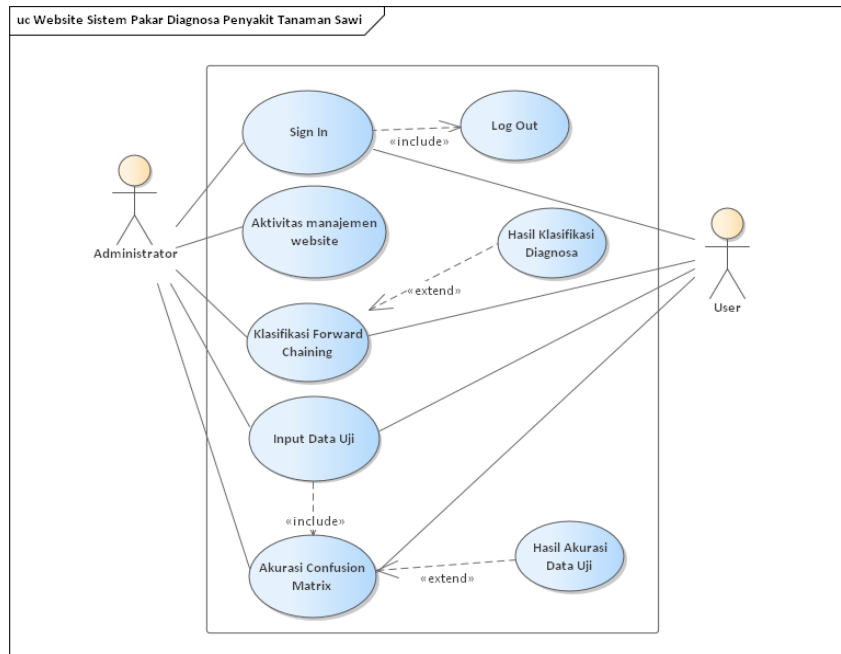 uc Website Sistem Pakar Diagnosa Penyakit Tanaman Sawi
Sign In
Log Out
«include»
Administrator
Aktivitas manajemen
website
Hasil Klasifikasi
Diagnosa
User
«extend»
Klasifikasi Forward
Chaining
Input Data Uji
«include»
Akurasi Confusion
Matrix
Hasil Akurasi
Data Uji
«extend»